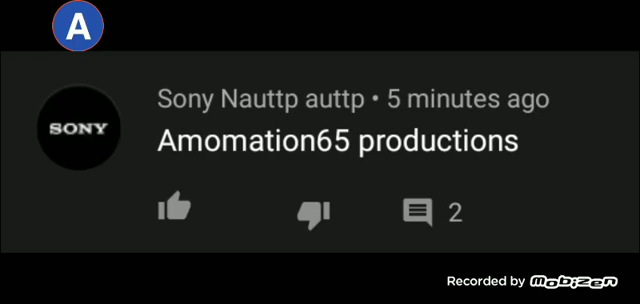 A
Sony Nauttp auttp • 5 minutes ago
SONY
Amomation65 productions
2
Recorded by mobizen